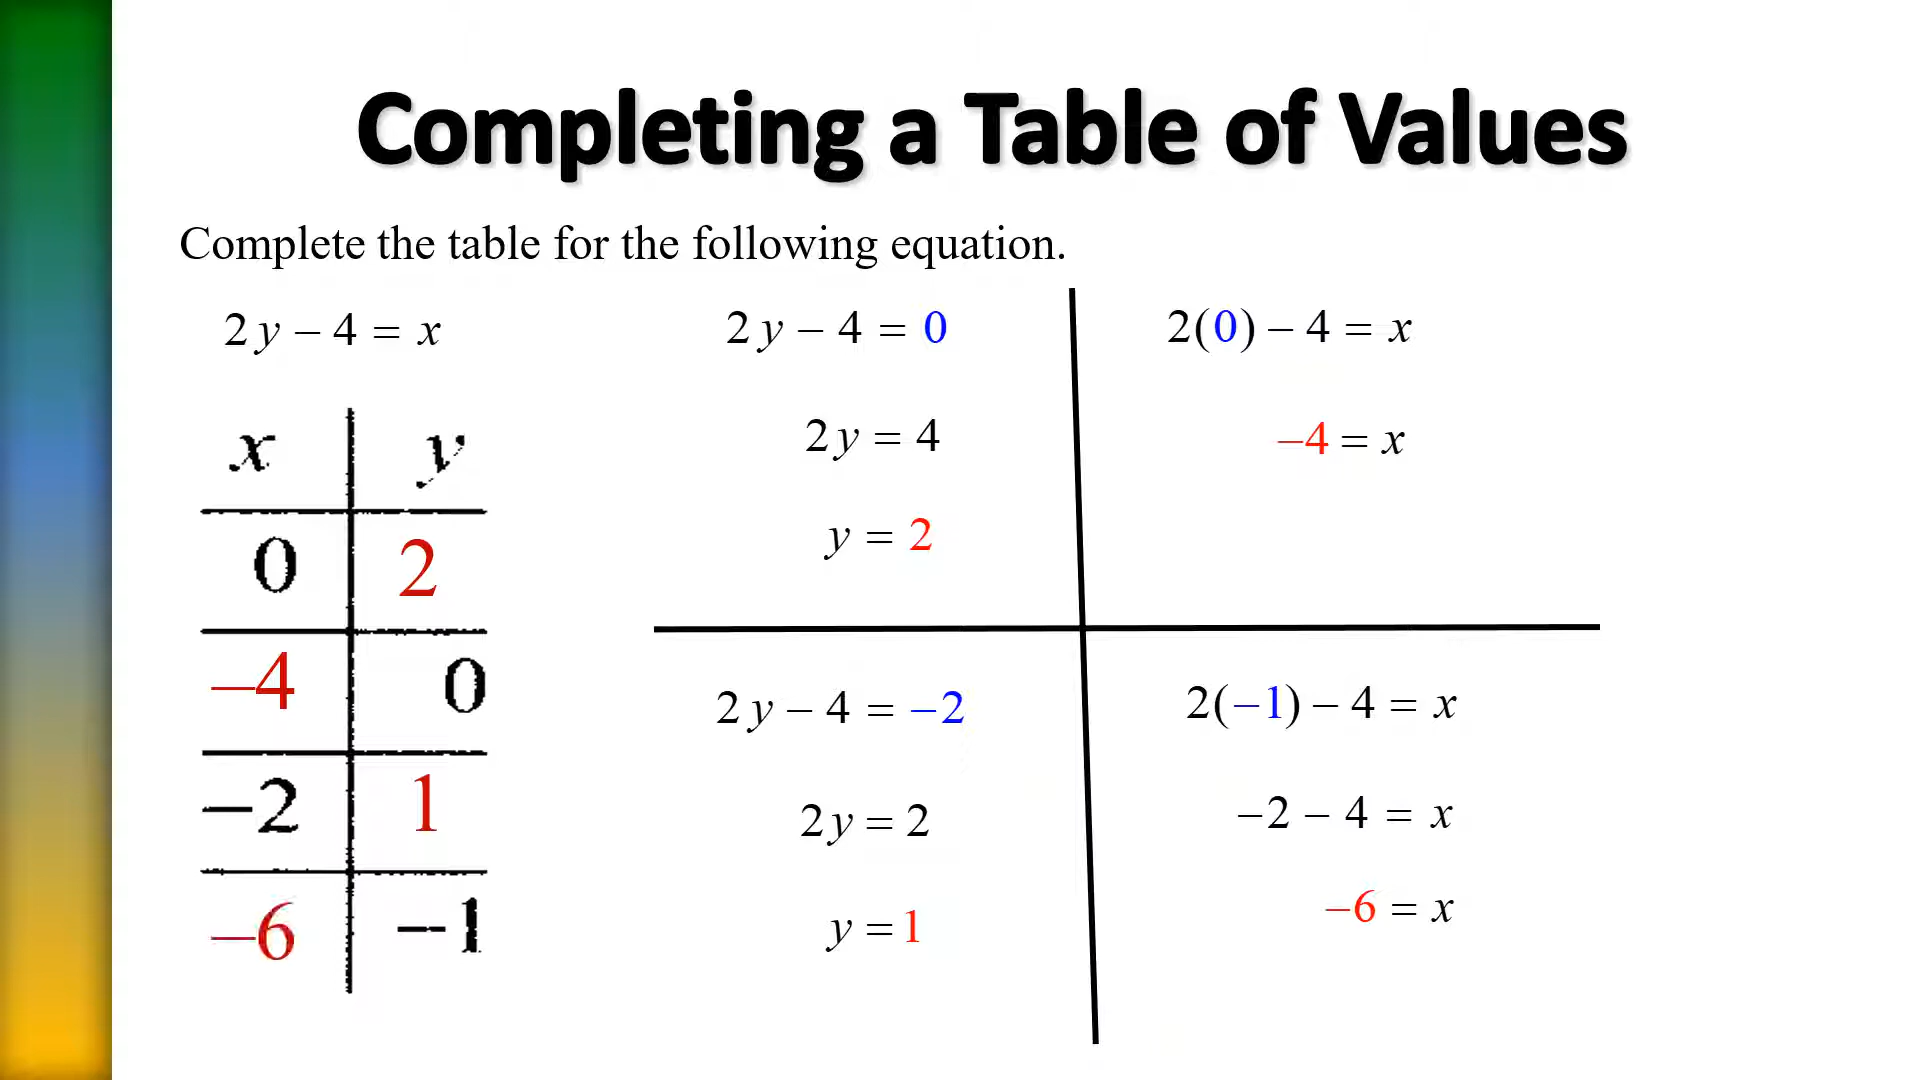 Completing a Table of Values
Complete the table for the following equation.
2y − 4 = x
x y
0 2
−4 0
−2 1
−6 −1
2y − 4 = 0
2y = 4
y = 2
2(0) − 4 = x
−4 = x
2y − 4 = −2
2y = 2
y = 1
2(−1) − 4 = x
−2 − 4 = x
−6 = x